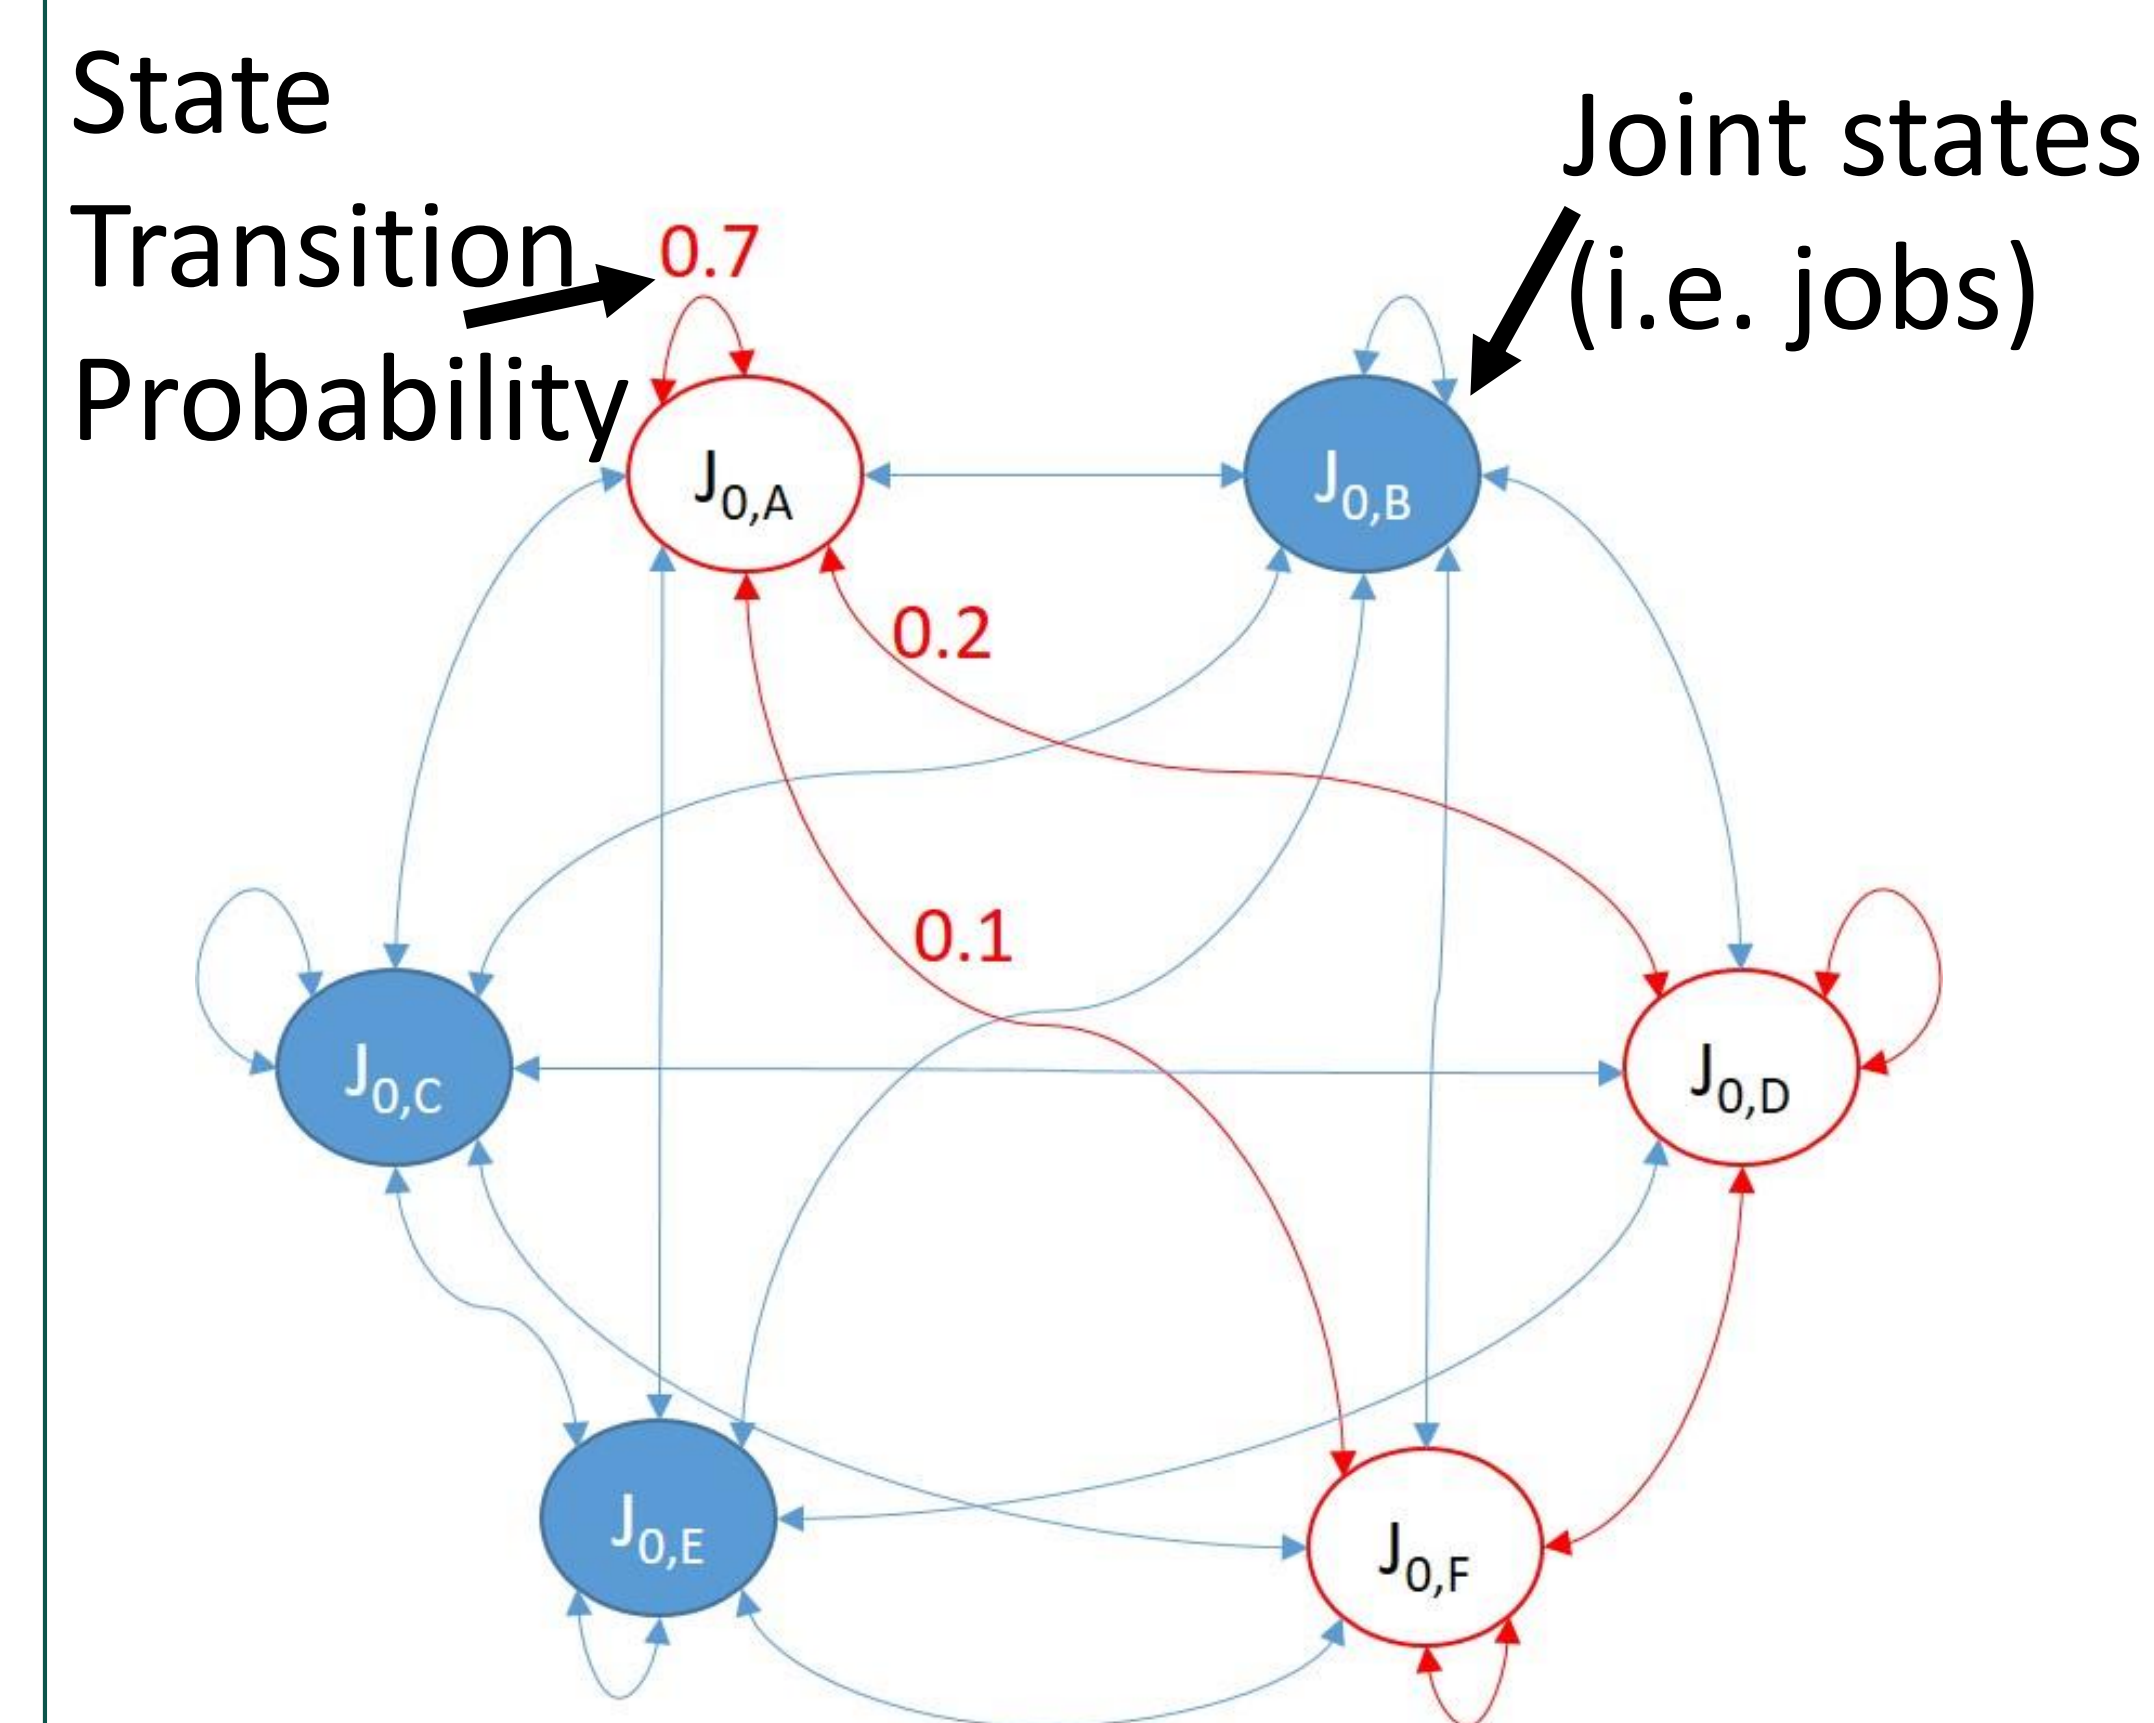 State
Transition
Probability
Joint states
(i.e. jobs)
0.7
J0,A
J0,B
0.2
0.1
J0,C
J0,D
J0,E
J0,F